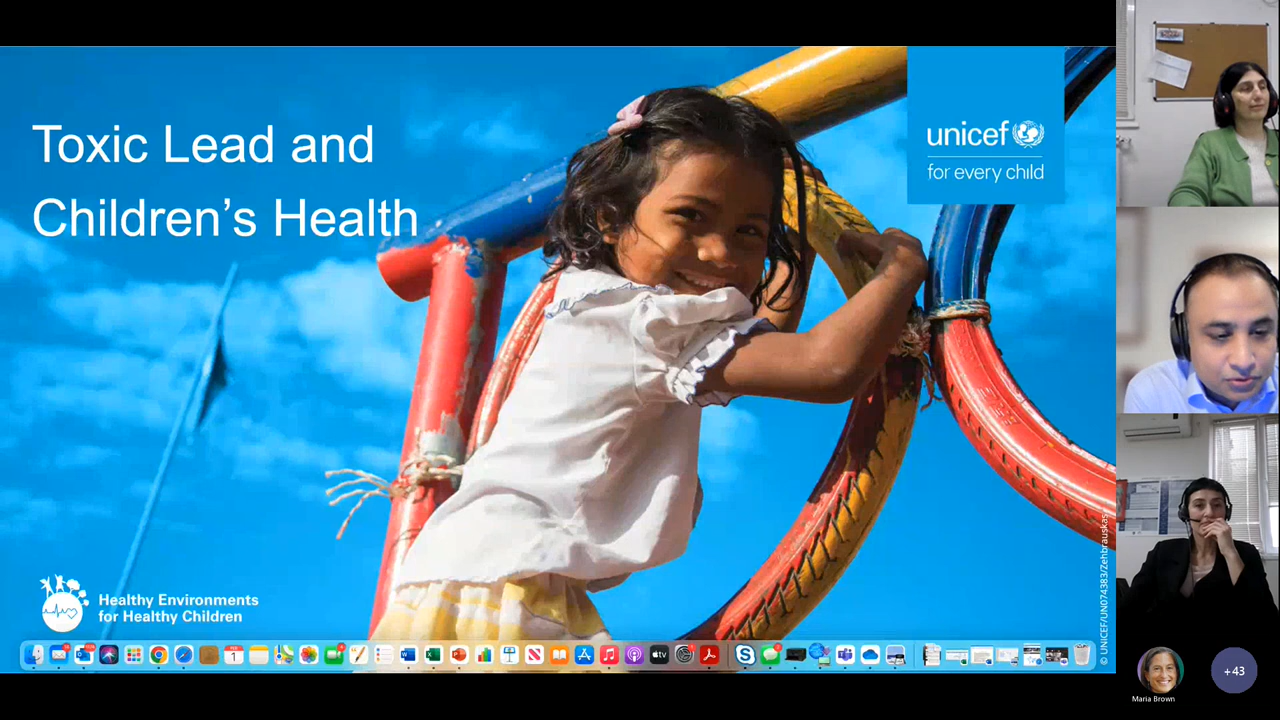 Toxic Lead and
Children's Health
unicef
for every child
Healthy Environments
for Healthy Children
© UNICEF/UN074383/Zehbrauskas
Maria Brown
+43